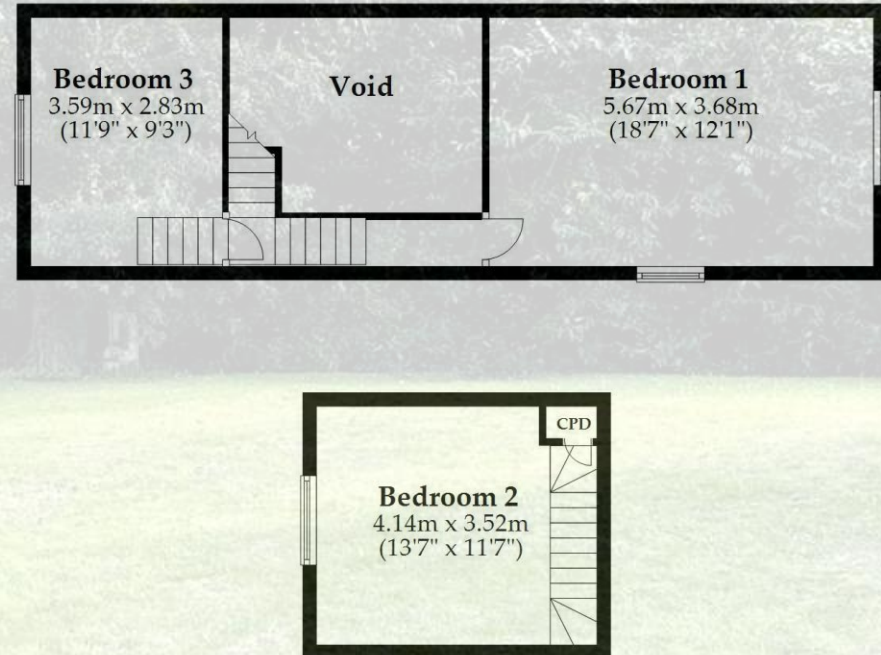 Bedroom 3
3.59m x 2.83m
(11'9" x 9'3")
Void
Bedroom 1
5.67m x 3.68m
(18'7" x 12'1")
CPD
Bedroom 2
4.14m x 3.52m
(13'7" x 11'7")